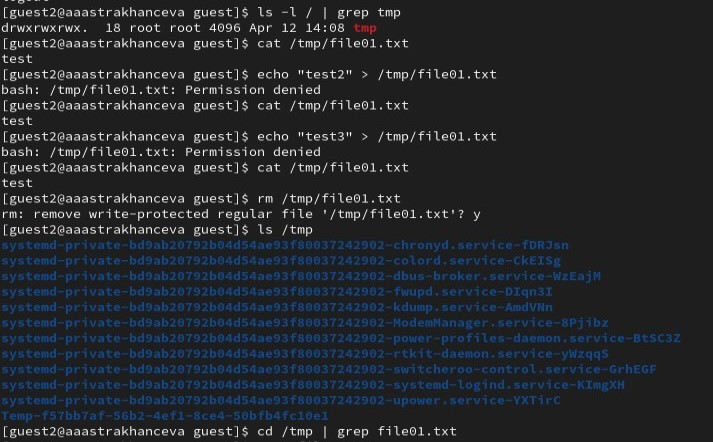 [guest2@aaastrakhanceva guest]$ ls -l / | grep tmp
drwxrwxrwx.  18 root root 4096 Apr 12 14:08 tmp
[guest2@aaastrakhanceva guest]$ cat /tmp/file01.txt
test
[guest2@aaastrakhanceva guest]$ echo "test2" > /tmp/file01.txt
bash: /tmp/file01.txt: Permission denied
[guest2@aaastrakhanceva guest]$ cat /tmp/file01.txt
test
[guest2@aaastrakhanceva guest]$ echo "test3" > /tmp/file01.txt
bash: /tmp/file01.txt: Permission denied
[guest2@aaastrakhanceva guest]$ cat /tmp/file01.txt
test
[guest2@aaastrakhanceva guest]$ rm /tmp/file01.txt
rm: remove write-protected regular file '/tmp/file01.txt'? y
[guest2@aaastrakhanceva guest]$ ls /tmp
systemd-private-bd9ab20792b04d54ae93f80037242902-chronyd.service-fDRJsn
systemd-private-bd9ab20792b04d54ae93f80037242902-colord.service-CkEISg
systemd-private-bd9ab20792b04d54ae93f80037242902-dbus-broker.service-WzEajM
systemd-private-bd9ab20792b04d54ae93f80037242902-fwupd.service-DIqn3I
systemd-private-bd9ab20792b04d54ae93f80037242902-kdump.service-AmdVNn
systemd-private-bd9ab20792b04d54ae93f80037242902-ModemManager.service-8Pjibz
systemd-private-bd9ab20792b04d54ae93f80037242902-power-profiles-daemon.service-BtSC3Z
systemd-private-bd9ab20792b04d54ae93f80037242902-rtkit-daemon.service-yWzqqS
systemd-private-bd9ab20792b04d54ae93f80037242902-switcheroo-control.service-GrhEGF
systemd-private-bd9ab20792b04d54ae93f80037242902-systemd-logind.service-KImgXH
systemd-private-bd9ab20792b04d54ae93f80037242902-upower.service-YXTirC
Temp-f57bb7af-56b2-4ef1-8ce4-50bfb4fc10e1
[guest2@aaastrakhanceva guest]$ cd /tmp | grep file01.txt